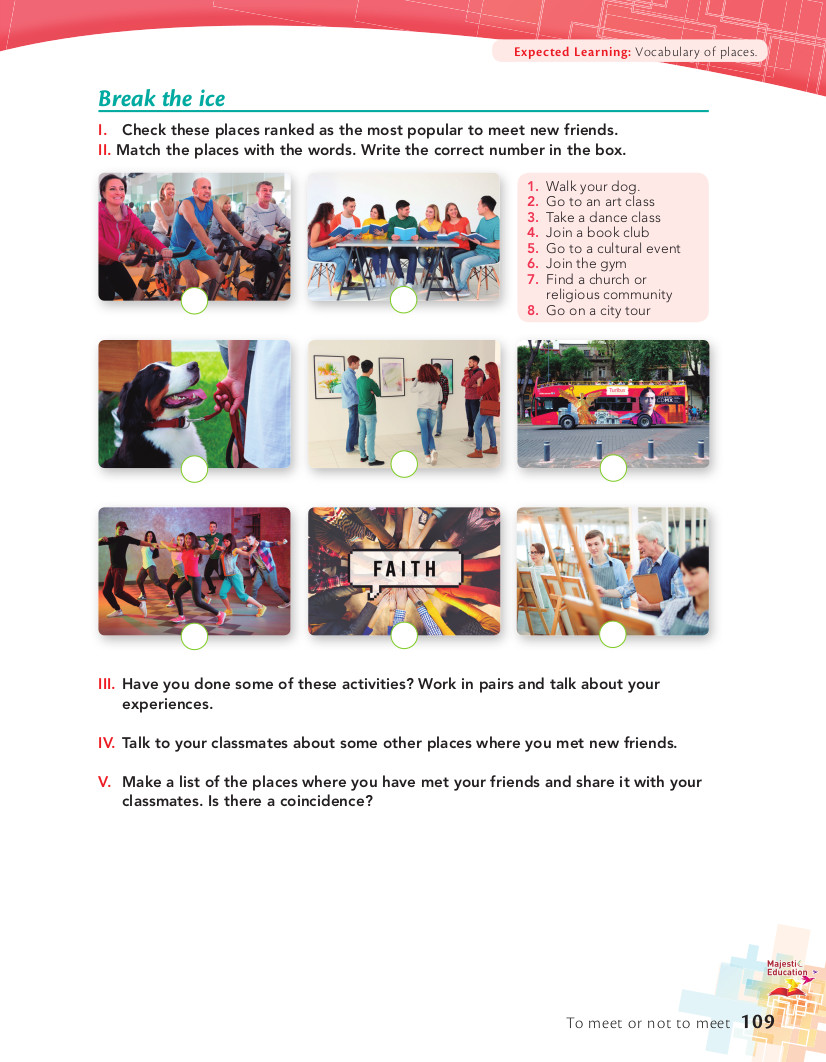 Expected Learning: Vocabulary of places.
Break the ice
I. Check these places ranked as the most popular to meet new friends.
II. Match the places with the words. Write the correct number in the box.
1. Walk your dog.
2. Go to an art class
3. Take a dance class
4. Join a book club
5. Go to a cultural event
6. Join the gym
7. Find a church or
religious community
8. Go on a city tour
Turibus
CDMX
FAITH
III. Have you done some of these activities? Work in pairs and talk about your
experiences.
IV. Talk to your classmates about some other places where you met new friends.
V. Make a list of the places where you have met your friends and share it with your
classmates. Is there a coincidence?
Majestic
Education
To meet or not to meet 109